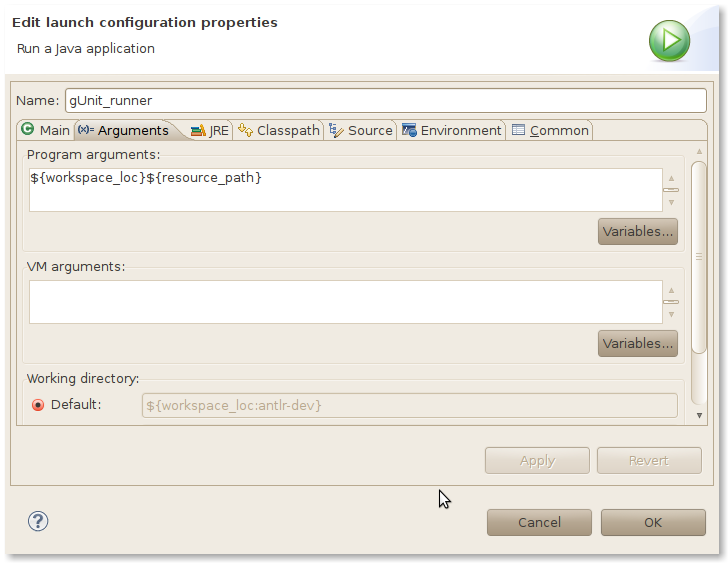 Edit launch configuration properties
Run a Java application
Name: gUnit_runner
Main (x)= Arguments JRE Classpath Source Environment Common
Program arguments:
${workspace_loc}${resource_path}
Variables...
VM arguments:
Variables...
Working directory:
Default: ${workspace_loc:antlr-dev}
Apply Revert
? Cancel OK